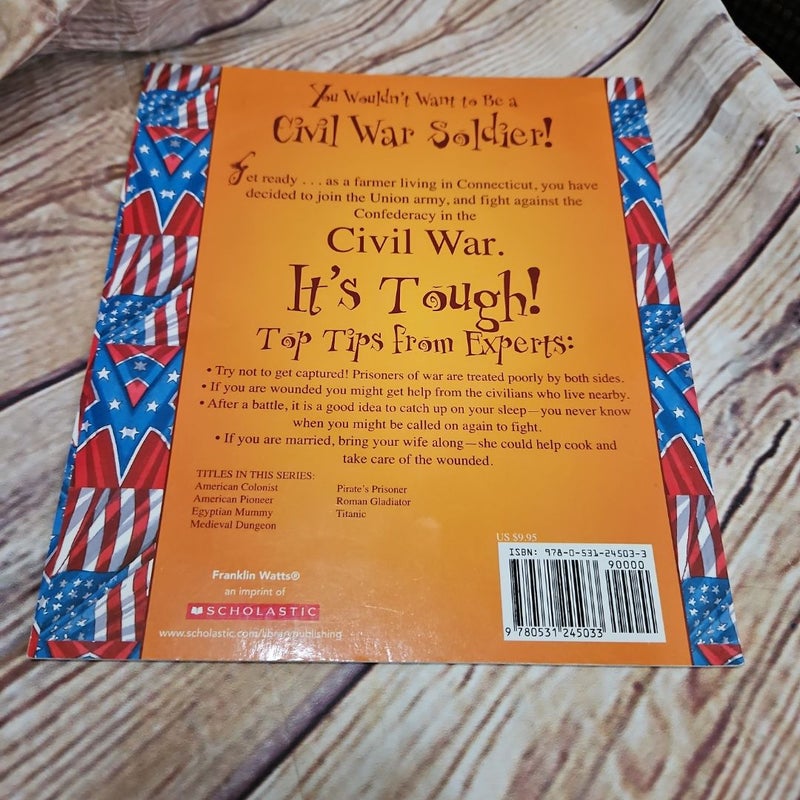 You Wouldn't Want to Be a
Civil War Soldier!
Get ready . . . as a farmer living in Connecticut, you have
decided to join the Union army, and fight against the
Confederacy in the
Civil War.
It's Tough!
Top Tips from Experts:
• Try not to get captured! Prisoners of war are treated poorly by both sides.
• If you are wounded you might get help from the civilians who live nearby.
• After a battle, it is a good idea to catch up on your sleep—you never know
when you might be called on again to fight.
• If you are married, bring your wife along—she could help cook and
take care of the wounded.
TITLES IN THIS SERIES:
American Colonist
American Pioneer
Egyptian Mummy
Medieval Dungeon
Pirate's Prisoner
Roman Gladiator
Titanic
US $9.95
ISBN: 978-0-531-24503-3
90000
9 780531 245033
Franklin Watts®
an imprint of
SCHOLASTIC
www.scholastic.com/librarypublishing